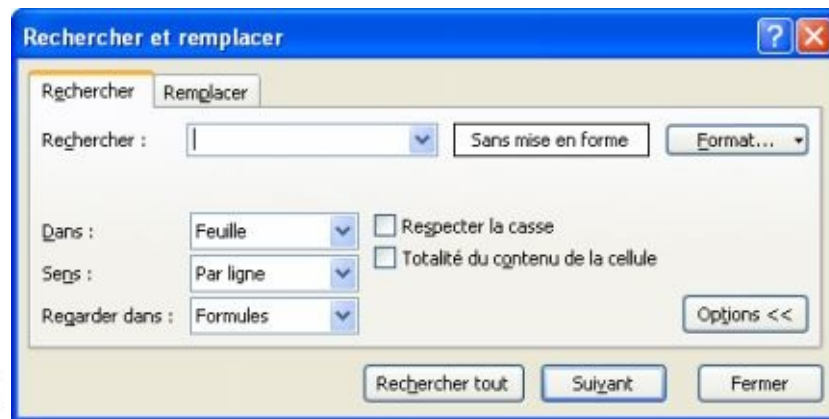 Rechercher et remplacer
Rechercher Remplacer
Rechercher : Sans mise en forme Format...
Dans : Feuille Respecter la casse
Sens : Par ligne Totalité du contenu de la cellule
Regarder dans : Formules Options <<
Rechercher tout Suivant Fermer